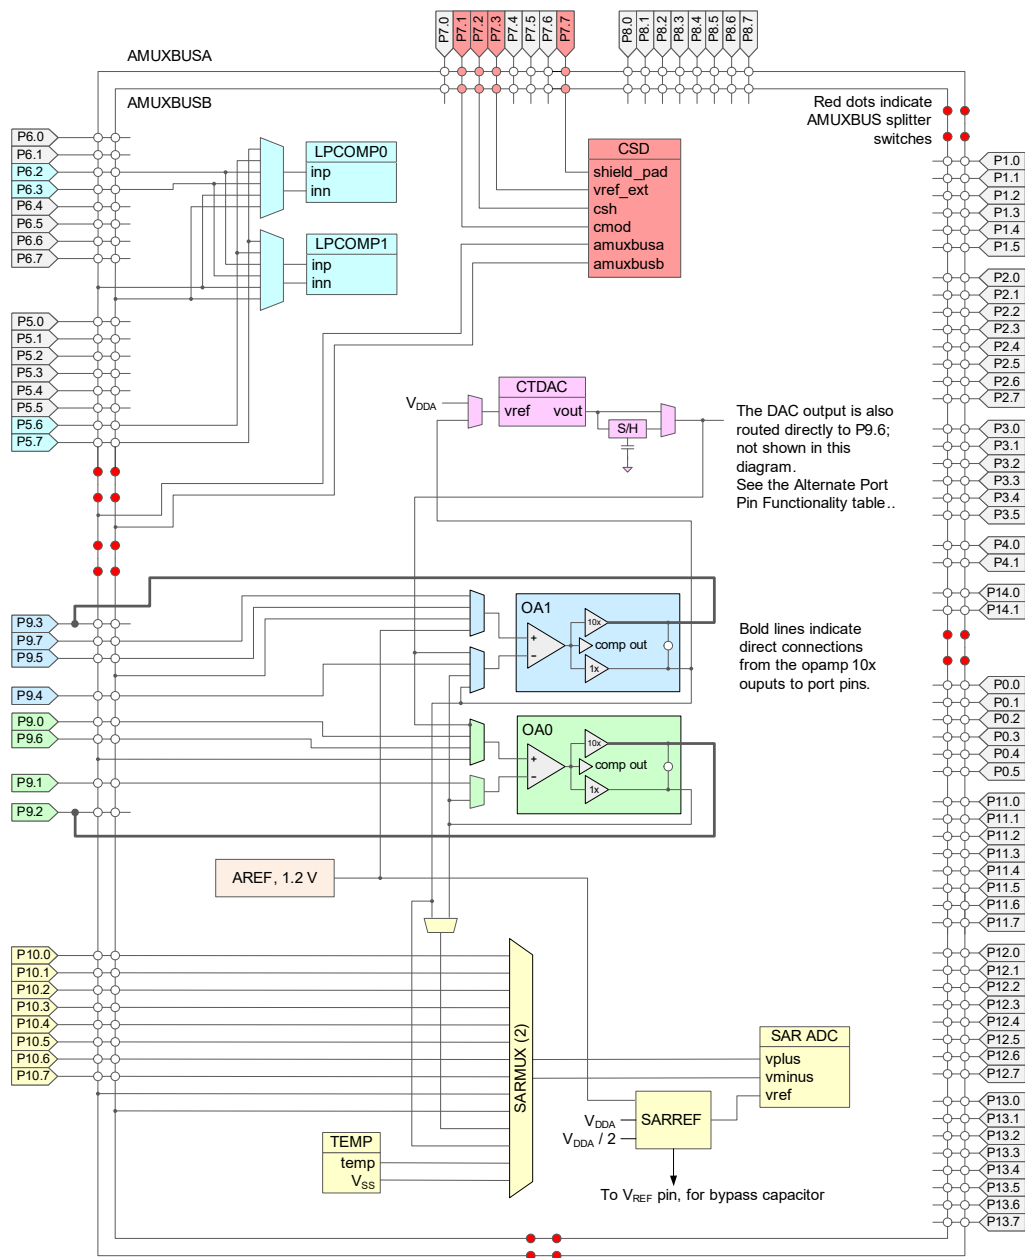 P7.0
P7.1
P7.2
P7.3
P7.4
P7.5
P7.6
P7.7
P8.0
P8.1
P8.2
P8.3
P8.4
P8.5
P8.6
P8.7
AMUXBUSA
AMUXBUSB
Red dots indicate
AMUXBUS splitter
switches
P6.0
P6.1
P6.2
P6.3
P6.4
P6.5
P6.6
P6.7
LPCOMP0
inp
inn
LPCOMP1
inp
inn
CSD
shield_pad
vref_ext
csh
cmod
amuxbusa
amuxbusb
P1.0
P1.1
P1.2
P1.3
P1.4
P1.5
P2.0
P2.1
P2.2
P2.3
P2.4
P2.5
P2.6
P2.7
P5.0
P5.1
P5.2
P5.3
P5.4
P5.5
P5.6
P5.7
CTDAC
VDDA
vref vout
S/H
The DAC output is also
routed directly to P9.6;
not shown in this
diagram.
See the Alternate Port
Pin Functionality table..
P3.0
P3.1
P3.2
P3.3
P3.4
P3.5
P4.0
P4.1
P14.0
P14.1
P9.3
P9.7
P9.5
P9.4
P9.0
P9.6
P9.1
P9.2
OA1
+
−
10x
comp out
1x
OA0
+
−
10x
comp out
1x
Bold lines indicate
direct connections
from the opamp 10x
ouputs to port pins.
P0.0
P0.1
P0.2
P0.3
P0.4
P0.5
P11.0
P11.1
P11.2
P11.3
P11.4
P11.5
P11.6
P11.7
AREF, 1.2 V
P10.0
P10.1
P10.2
P10.3
P10.4
P10.5
P10.6
P10.7
SARMUX (2)
TEMP
temp
VSS
SAR ADC
vplus
vminus
vref
SARREF
VDDA
VDDA / 2
To VREF pin, for bypass capacitor
P12.0
P12.1
P12.2
P12.3
P12.4
P12.5
P12.6
P12.7
P13.0
P13.1
P13.2
P13.3
P13.4
P13.5
P13.6
P13.7